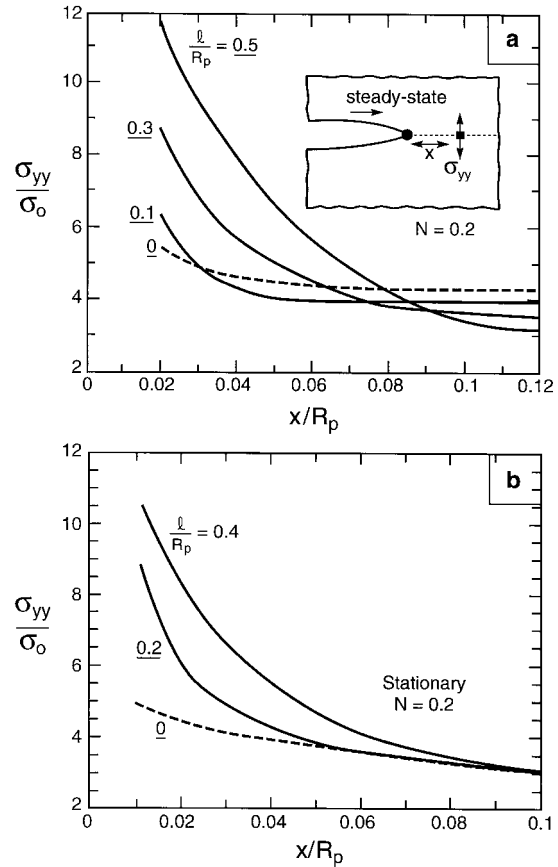 12
10
8
6
4
2
σyy
σo
ℓ
Rp
= 0.5
0.3
0.1
0
a
steady-state
x
σyy
N = 0.2
0
0.02
0.04
0.06
0.08
0.10
0.12
x/Rp
12
10
8
6
4
2
σyy
σo
ℓ
Rp
= 0.4
0.2
0
b
Stationary
N = 0.2
0
0.02
0.04
0.06
0.08
0.1
x/Rp